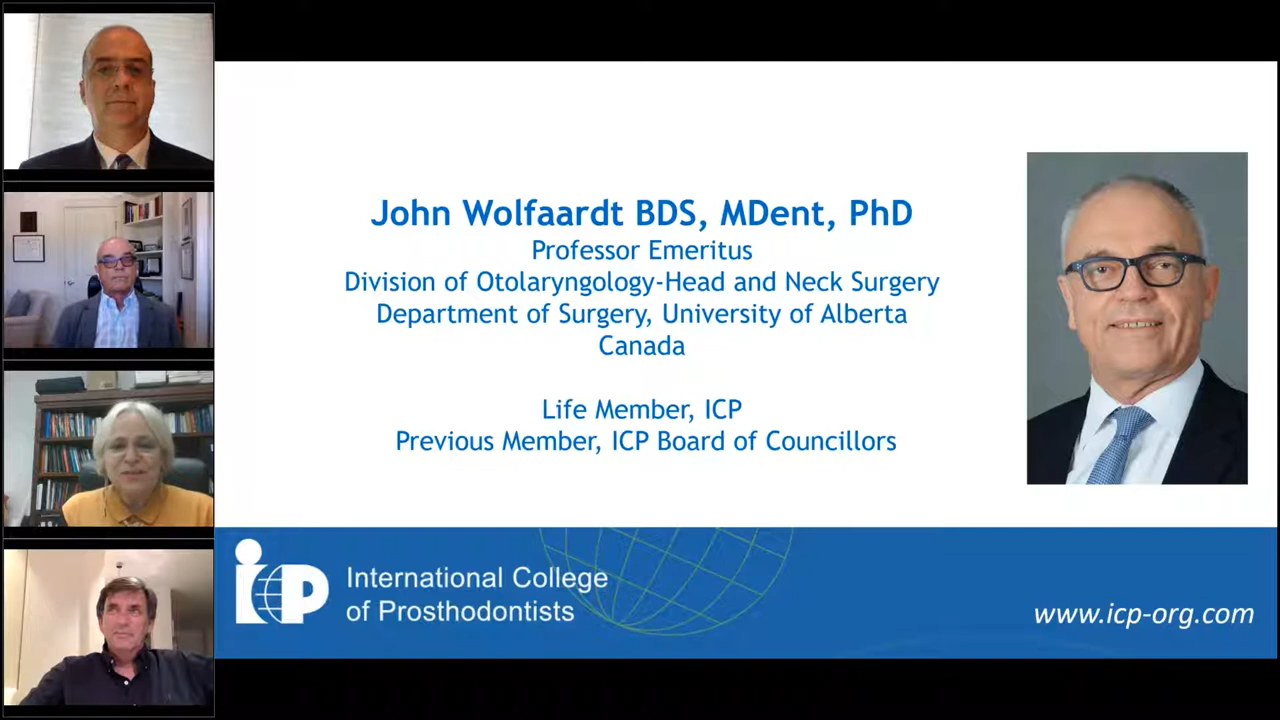 John Wolfaardt BDS, MDent, PhD
Professor Emeritus
Division of Otolaryngology-Head and Neck Surgery
Department of Surgery, University of Alberta
Canada
Life Member, ICP
Previous Member, ICP Board of Councillors
icp
International College
of Prosthodontists
www.icp-org.com